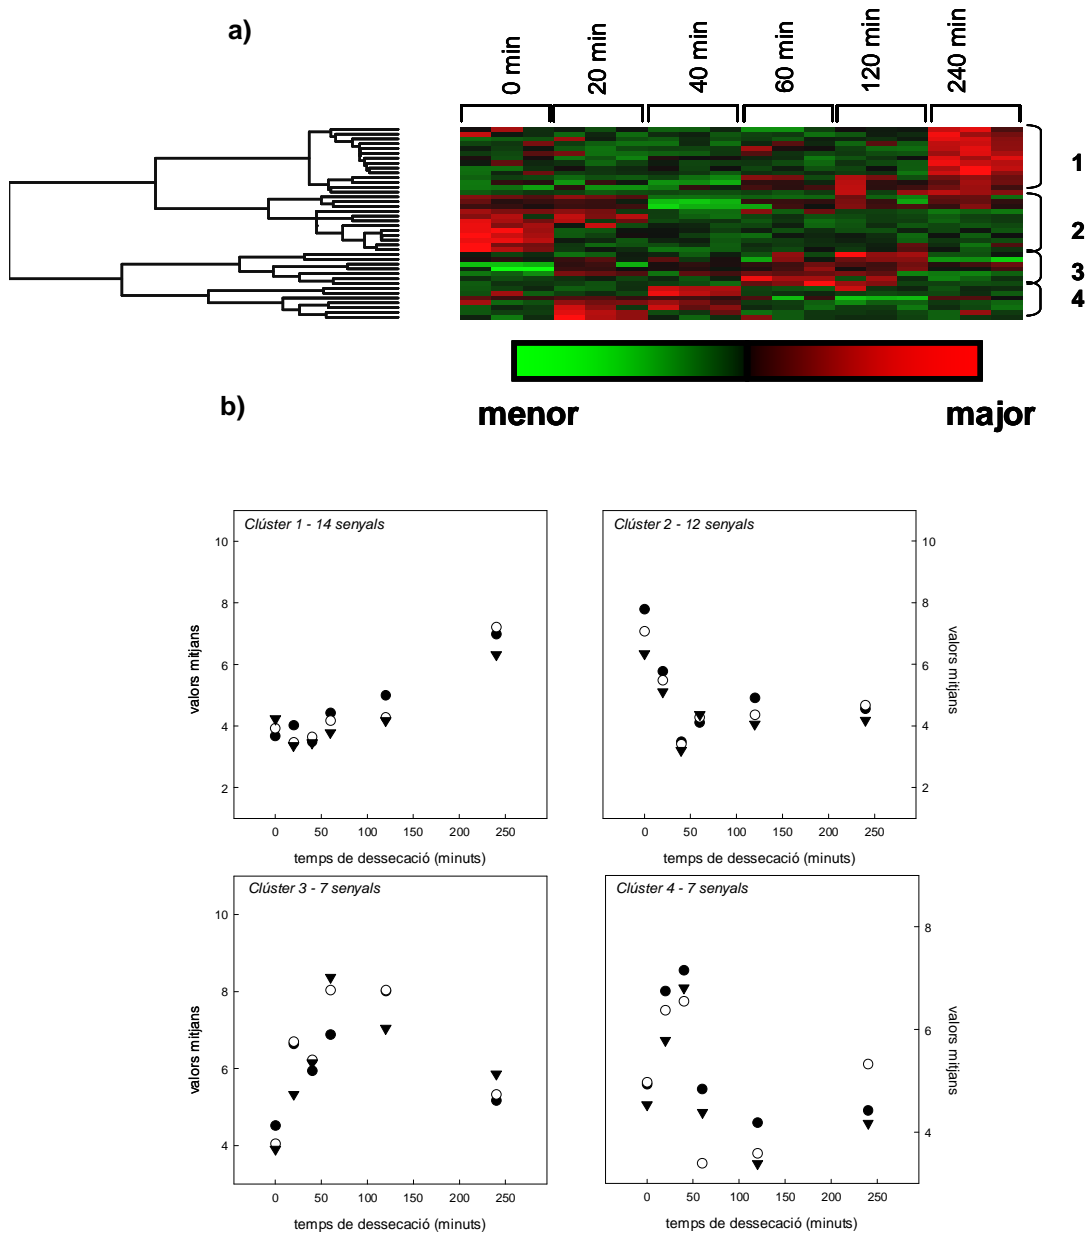 a)
0 min
20 min
40 min
60 min
120 min
240 min
1
2
3
4
menor
major
b)
Clúster 1 - 14 senyals
10
8
6
4
2
valors mitjans
0 50 100 150 200 250
temps de dessecació (minuts)
Clúster 2 - 12 senyals
10
8
6
4
2
valors mitjans
0 50 100 150 200 250
temps de dessecació (minuts)
Clúster 3 - 7 senyals
10
8
6
4
valors mitjans
0 50 100 150 200 250
temps de dessecació (minuts)
Clúster 4 - 7 senyals
8
6
4
valors mitjans
0 50 100 150 200 250
temps de dessecació (minuts)